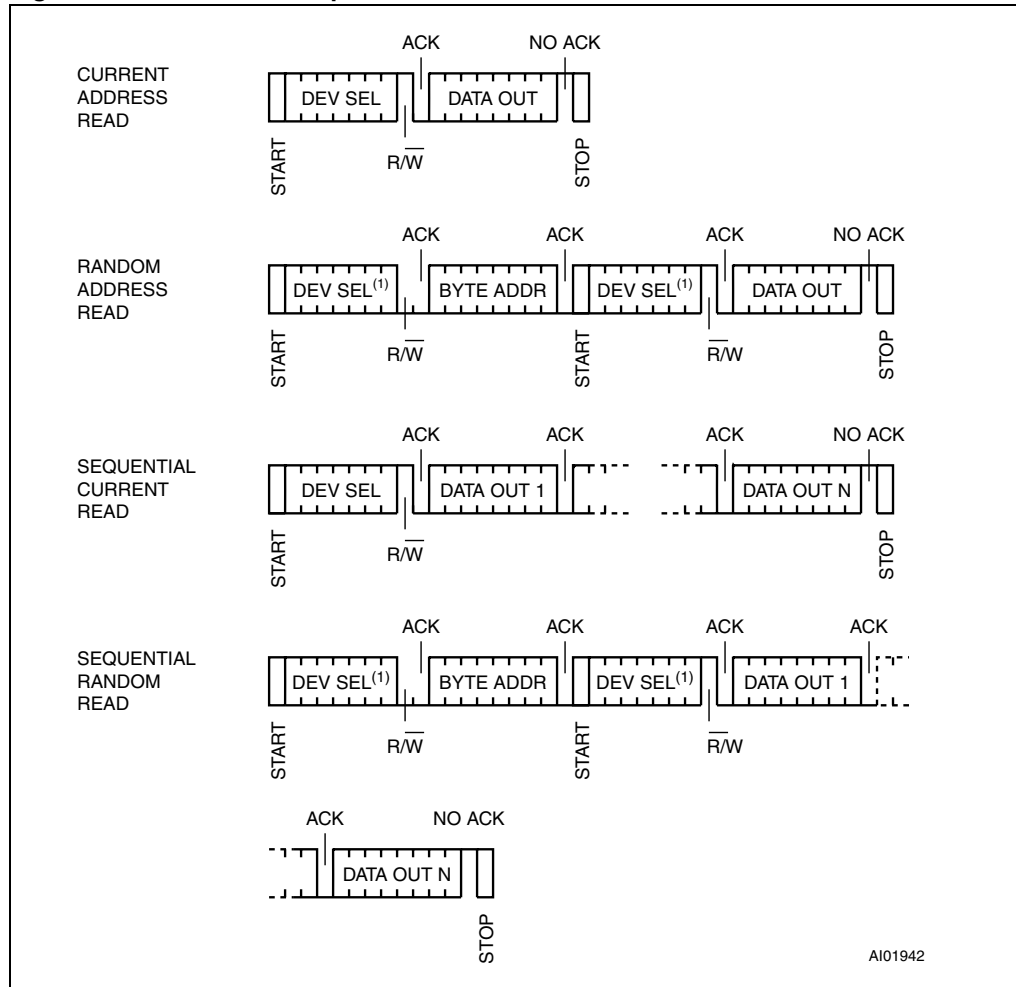 ACK NO ACK
CURRENT
ADDRESS
READ
DEV SEL DATA OUT
START
R/W̅
STOP
ACK ACK ACK NO ACK
RANDOM
ADDRESS
READ
DEV SEL(1) BYTE ADDR DEV SEL(1) DATA OUT
START
R/W̅
START
R̅/W
STOP
ACK ACK ACK NO ACK
SEQUENTIAL
CURRENT
READ
DEV SEL DATA OUT 1 DATA OUT N
START
R/W̅
STOP
ACK ACK ACK ACK
SEQUENTIAL
RANDOM
READ
DEV SEL(1) BYTE ADDR DEV SEL(1) DATA OUT 1
START
R/W̅
START
R̅/W
ACK NO ACK
DATA OUT N
STOP
AI01942